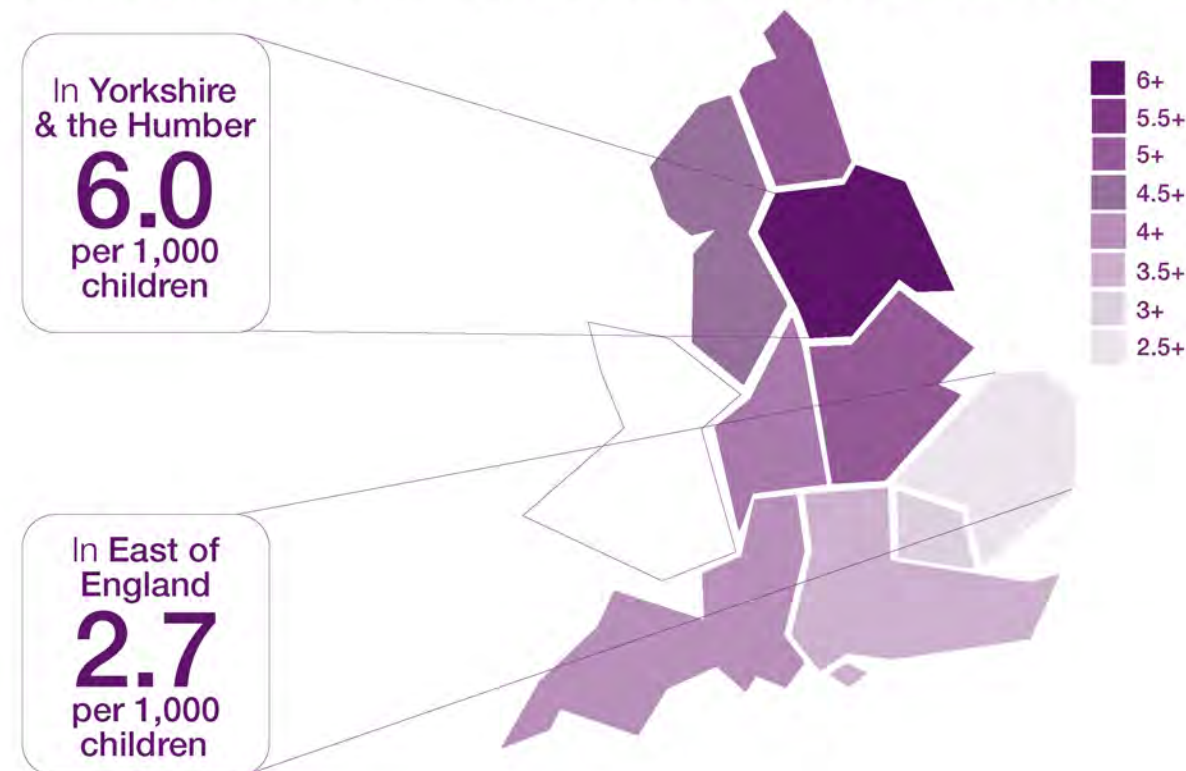 In Yorkshire
& the Humber
6.0
per 1,000
children
6+
5.5+
5+
4.5+
4+
3.5+
3+
2.5+
In East of
England
2.7
per 1,000
children